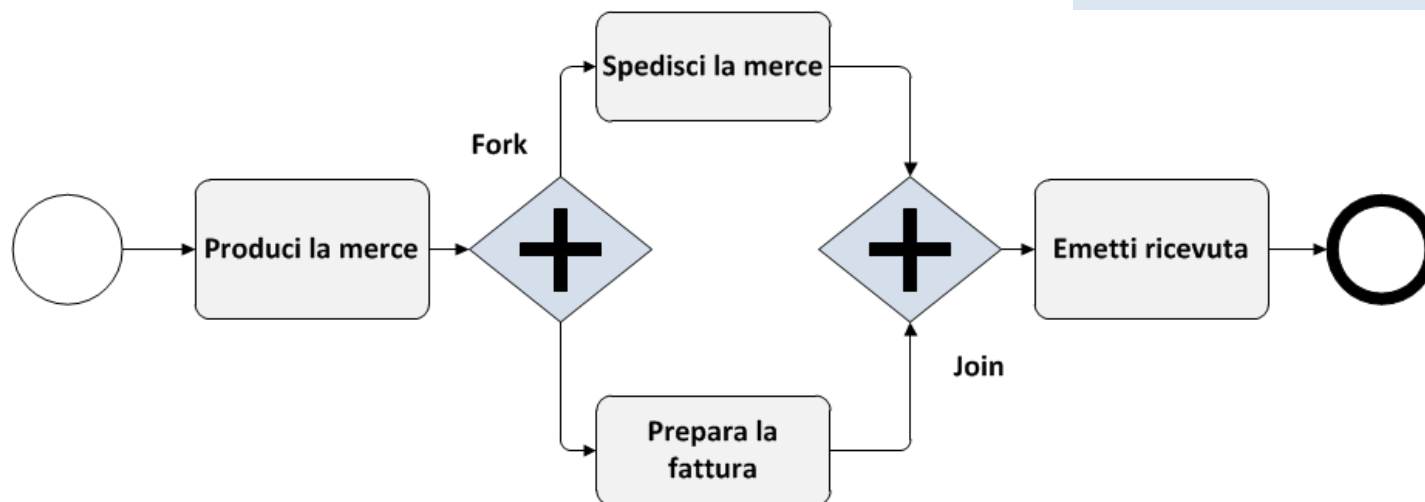 Spedisci la merce
Fork
Produci la merce
Emetti ricevuta
Join
Prepara la
fattura